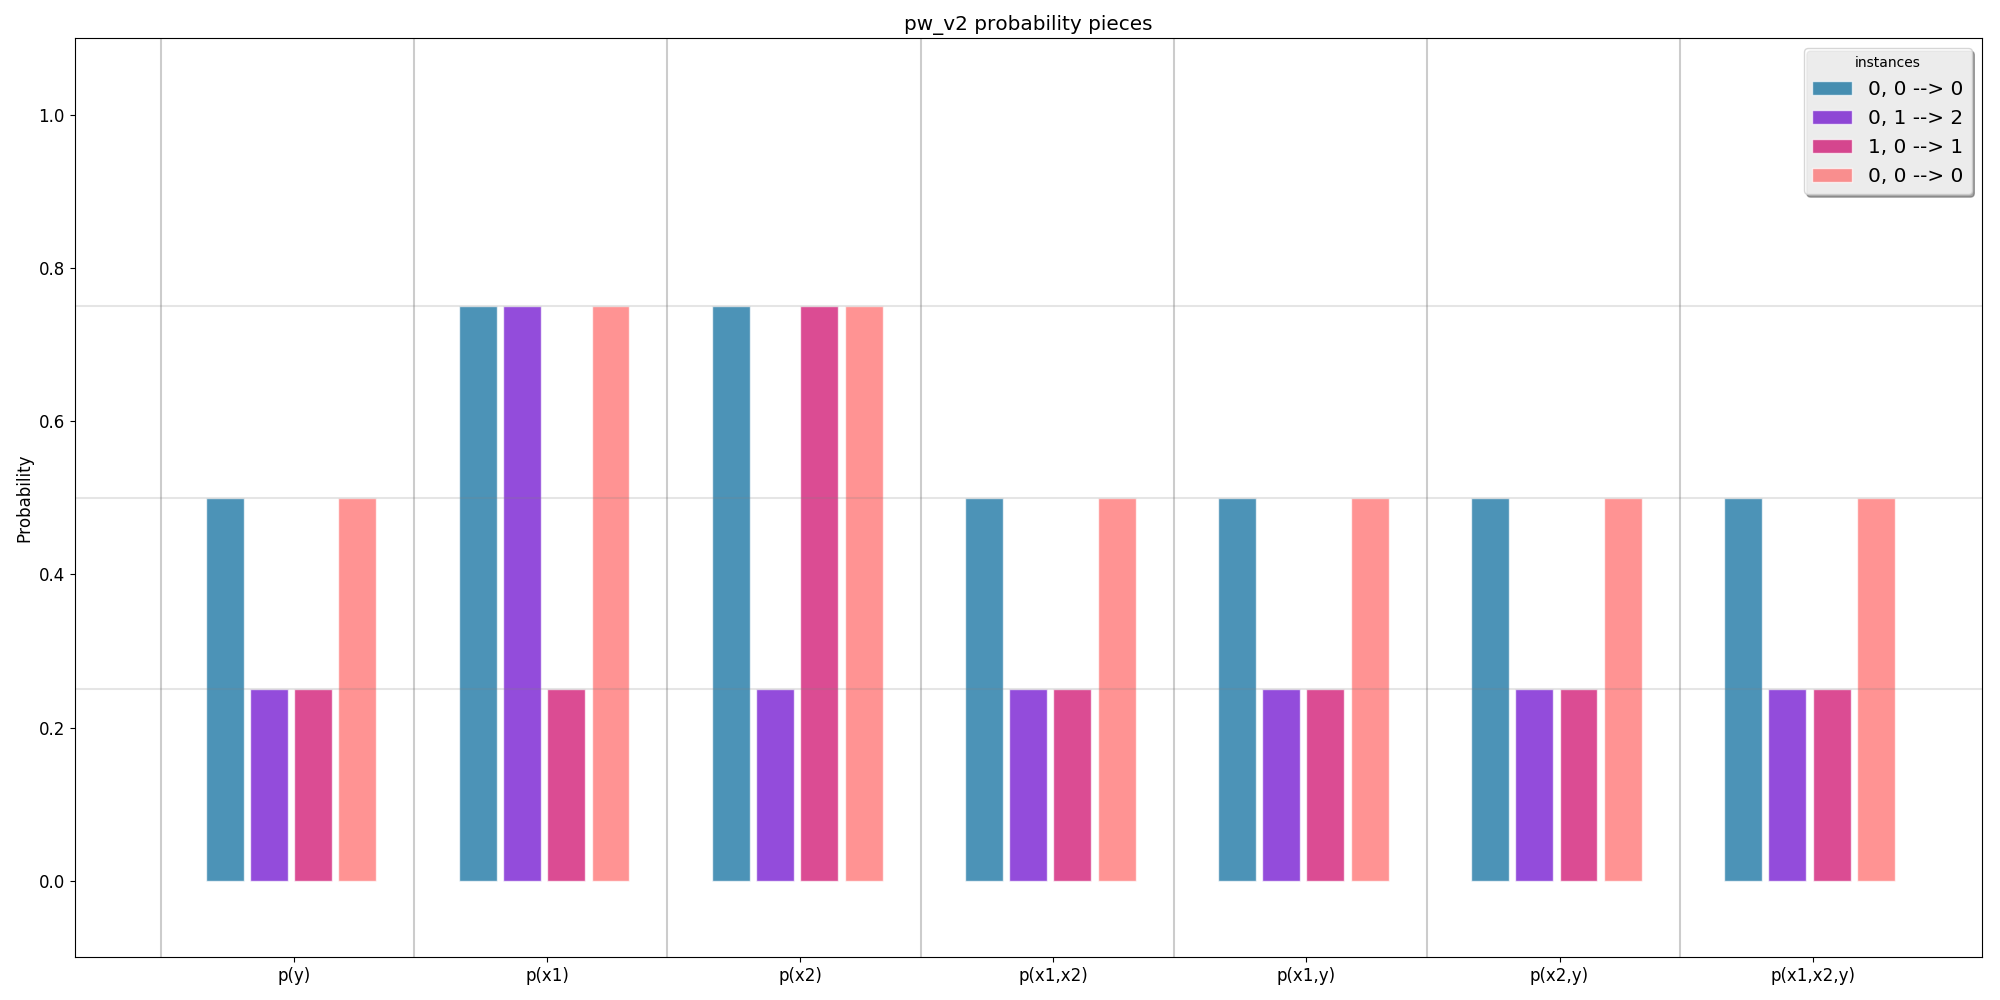 pw_v2 probability pieces
instances
0, 0 --> 0
0, 1 --> 2
1, 0 --> 1
0, 0 --> 0
Probability
1.0
0.8
0.6
0.4
0.2
0.0
p(y) p(x1) p(x2) p(x1,x2) p(x1,y) p(x2,y) p(x1,x2,y)